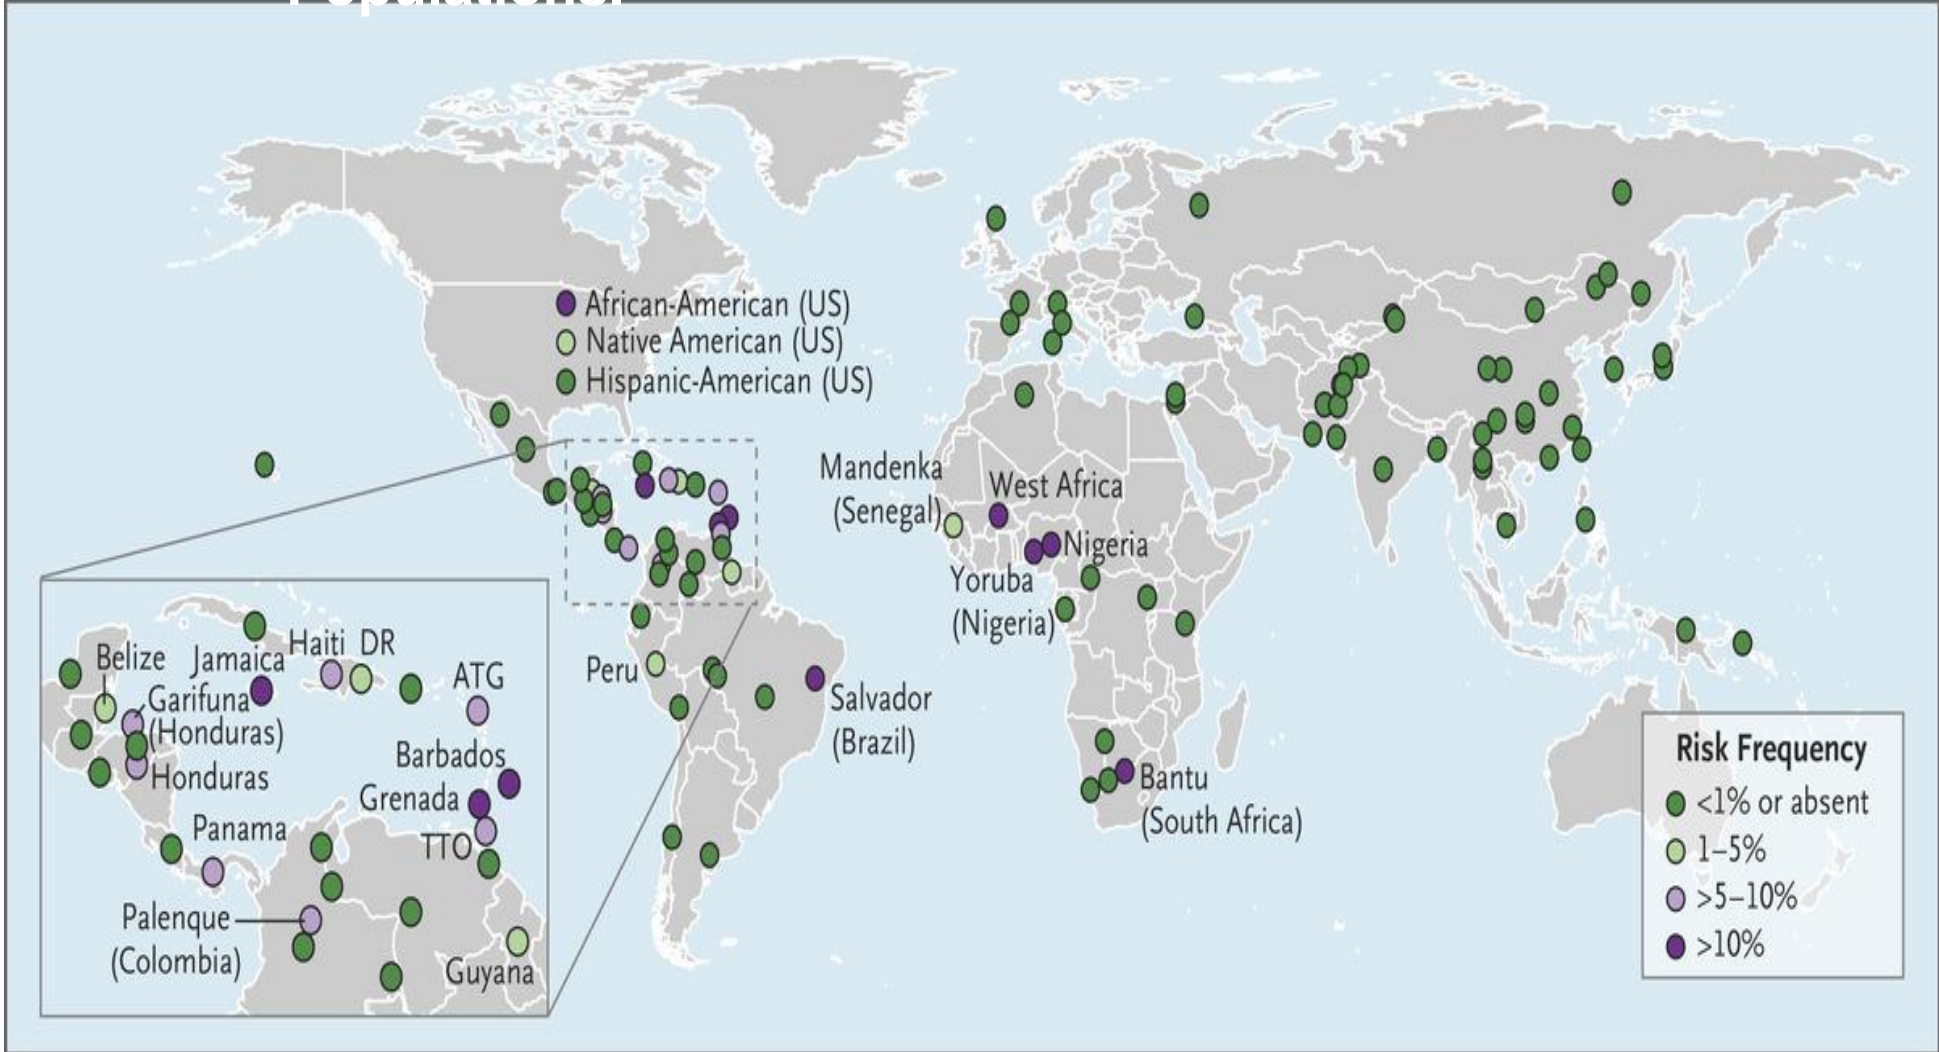 Populations.
African-American (US)
Native American (US)
Hispanic-American (US)
Mandenka
(Senegal)
West Africa
Nigeria
Yoruba
(Nigeria)
Peru
Salvador
(Brazil)
Bantu
(South Africa)
Belize
Jamaica
Haiti DR
ATG
Garifuna
(Honduras)
Honduras
Barbados
Grenada
Panama
TTO
Palenque
(Colombia)
Guyana
Risk Frequency
<1% or absent
1–5%
>5–10%
>10%